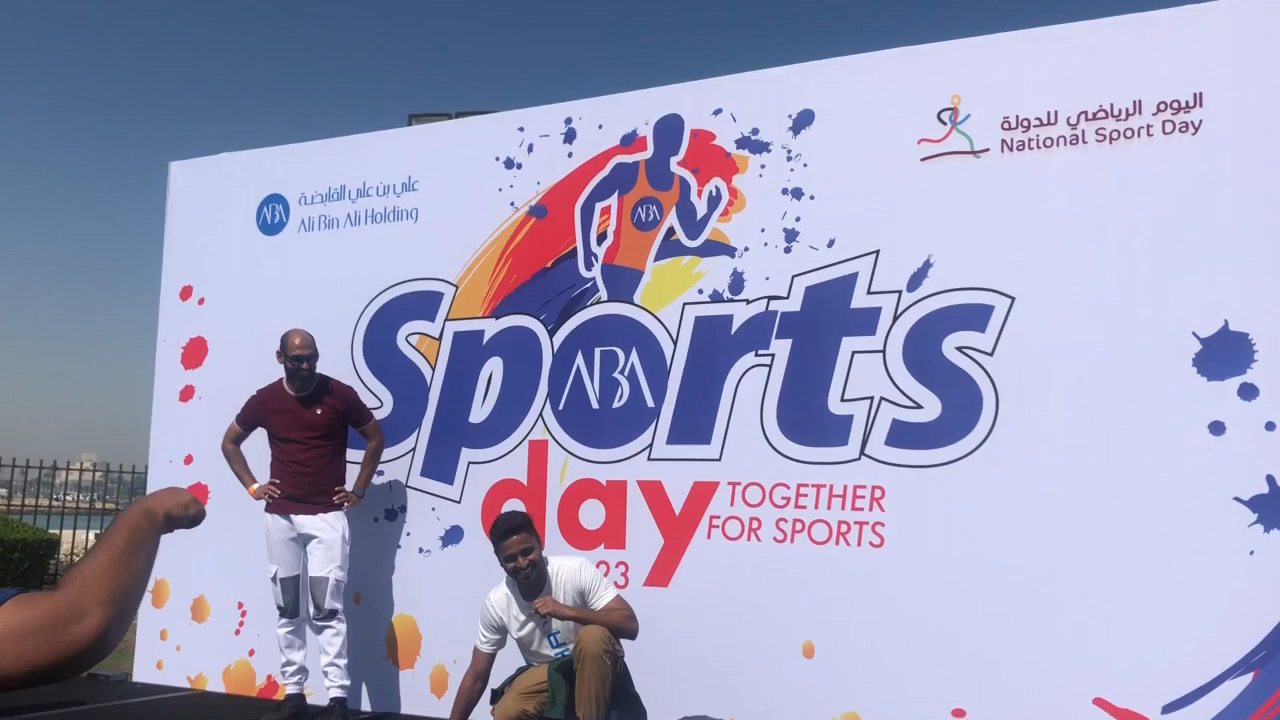 علي بن علي القابضة
ABA
Ali Bin Ali Holding
اليوم الرياضي للدولة
National Sport Day
ABA
Sports
ABA
day
TOGETHER
FOR SPORTS
23